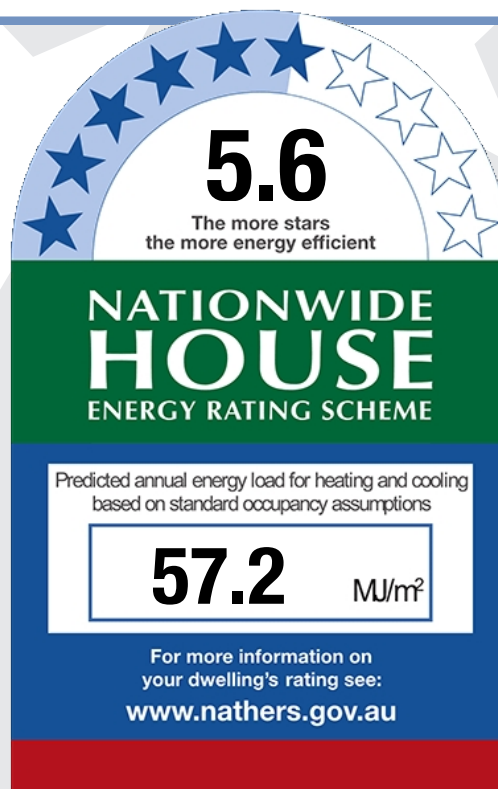 5.6
The more stars
the more energy efficient
NATIONWIDE
HOUSE
ENERGY RATING SCHEME
Predicted annual energy load for heating and cooling
based on standard occupancy assumptions
57.2 MJ/m²
For more information on
your dwelling's rating see:
www.nathers.gov.au